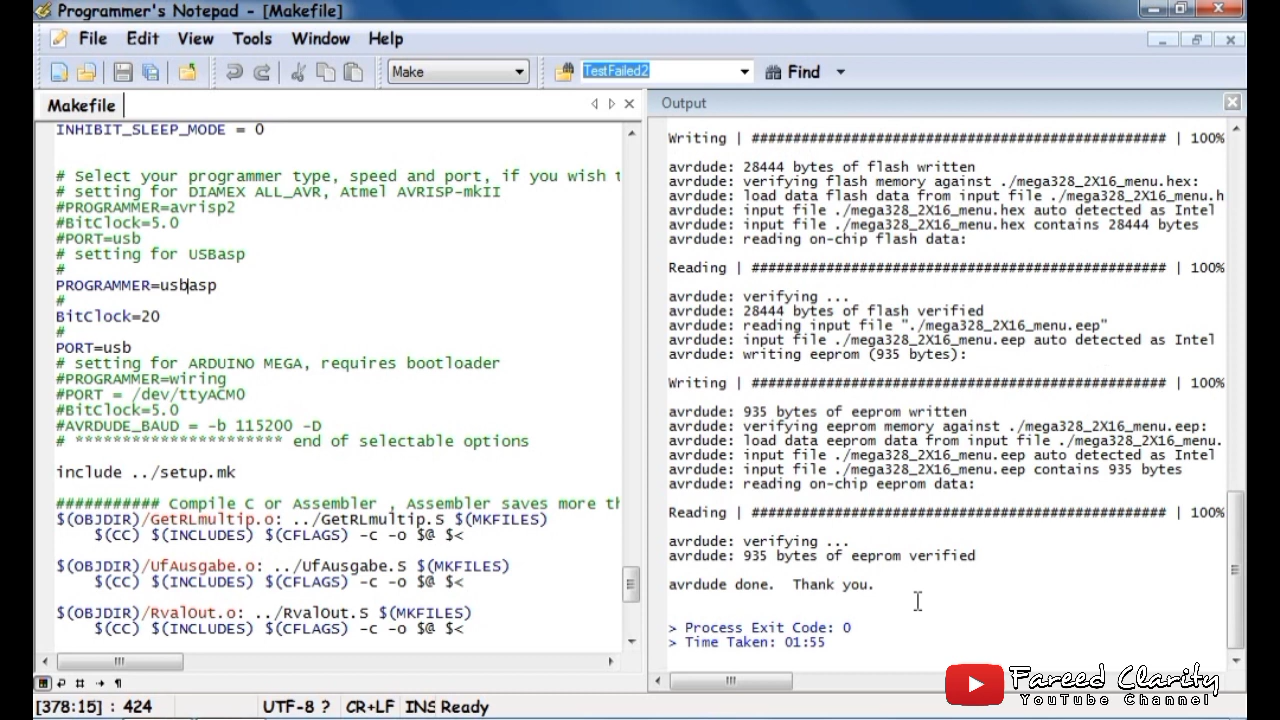 Programmer's Notepad - [Makefile]
File Edit View Tools Window Help
Make
TestFailed2
Find
Makefile
INHIBIT_SLEEP_MODE = 0
# Select your programmer type, speed and port, if you wish t
# setting for DIAMEX ALL_AVR, Atmel AVRISP-mkII
#PROGRAMMER=avrisp2
#BitClock=5.0
#PORT=usb
# setting for USBasp
#
PROGRAMMER=usbasp
#
BitClock=20
#
PORT=usb
# setting for ARDUINO MEGA, requires bootloader
#PROGRAMMER=wiring
#PORT = /dev/ttyACM0
#BitClock=5.0
#AVRDUDE_BAUD = -b 115200 -D
# ********************** end of selectable options
include ../setup.mk
########### Compile C or Assembler , Assembler saves more th
$(OBJDIR)/GetRLmultip.o: ../GetRLmultip.S $(MKFILES)
$(CC) $(INCLUDES) $(CFLAGS) -c -o $@ $<
$(OBJDIR)/UfAusgabe.o: ../UfAusgabe.S $(MKFILES)
$(CC) $(INCLUDES) $(CFLAGS) -c -o $@ $<
$(OBJDIR)/RvalOut.o: ../RvalOut.S $(MKFILES)
$(CC) $(INCLUDES) $(CFLAGS) -c -o $@ $<
Output
Writing | ################################################## | 100%
avrdude: 28444 bytes of flash written
avrdude: verifying flash memory against ./mega328_2X16_menu.hex:
avrdude: load data flash data from input file ./mega328_2X16_menu.h
avrdude: input file ./mega328_2X16_menu.hex auto detected as Intel
avrdude: input file ./mega328_2X16_menu.hex contains 28444 bytes
avrdude: reading on-chip flash data:
Reading | ################################################## | 100%
avrdude: verifying ...
avrdude: 28444 bytes of flash verified
avrdude: reading input file "./mega328_2X16_menu.eep"
avrdude: input file ./mega328_2X16_menu.eep auto detected as Intel
avrdude: writing eeprom (935 bytes):
Writing | ################################################## | 100%
avrdude: 935 bytes of eeprom written
avrdude: verifying eeprom memory against ./mega328_2X16_menu.eep:
avrdude: load data eeprom data from input file ./mega328_2X16_menu.
avrdude: input file ./mega328_2X16_menu.eep auto detected as Intel
avrdude: input file ./mega328_2X16_menu.eep contains 935 bytes
avrdude: reading on-chip eeprom data:
Reading | ################################################## | 100%
avrdude: verifying ...
avrdude: 935 bytes of eeprom verified
avrdude done.  Thank you.
> Process Exit Code: 0
> Time Taken: 01:55
Fareed Clarity
YouTube Channel
[378:15] : 424
UTF-8 ? CR+LF INS Ready